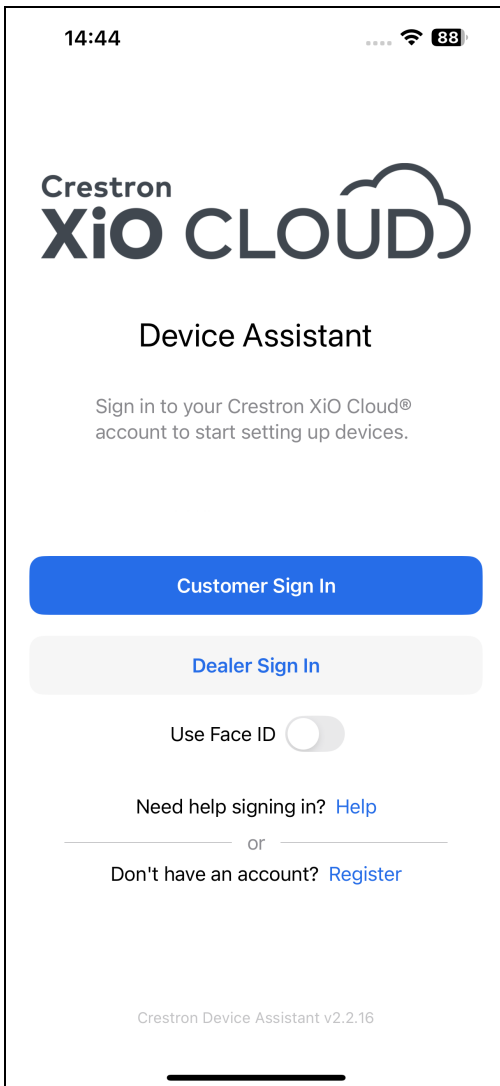 14:44
88
Crestron
XiO CLOUD
Device Assistant
Sign in to your Crestron XiO Cloud®
account to start setting up devices.
Customer Sign In
Dealer Sign In
Use Face ID
Need help signing in? Help
or
Don't have an account? Register
Crestron Device Assistant v2.2.16